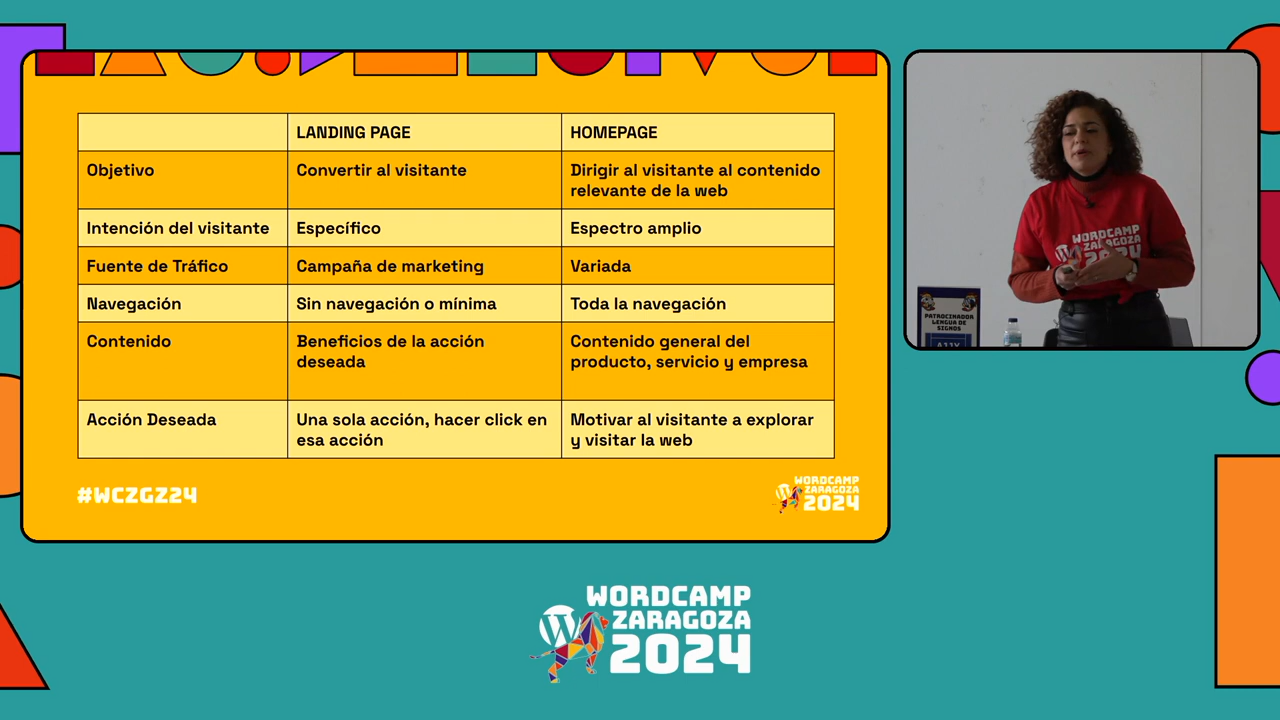 LANDING PAGE
HOMEPAGE
Objetivo
Convertir al visitante
Dirigir al visitante al contenido
relevante de la web
Intención del visitante
Específico
Espectro amplio
Fuente de Tráfico
Campaña de marketing
Variada
Navegación
Sin navegación o mínima
Toda la navegación
Contenido
Beneficios de la acción
deseada
Contenido general del
producto, servicio y empresa
Acción Deseada
Una sola acción, hacer click en
esa acción
Motivar al visitante a explorar
y visitar la web
#WCZGZ24
WORDCAMP
ZARAGOZA
2024
WORDCAMP
ZARAGOZA
2024
PATROCINADOR
LENGUA DE
SIGNOS
A11Y
WORDCAMP
ZARAGOZA
2024